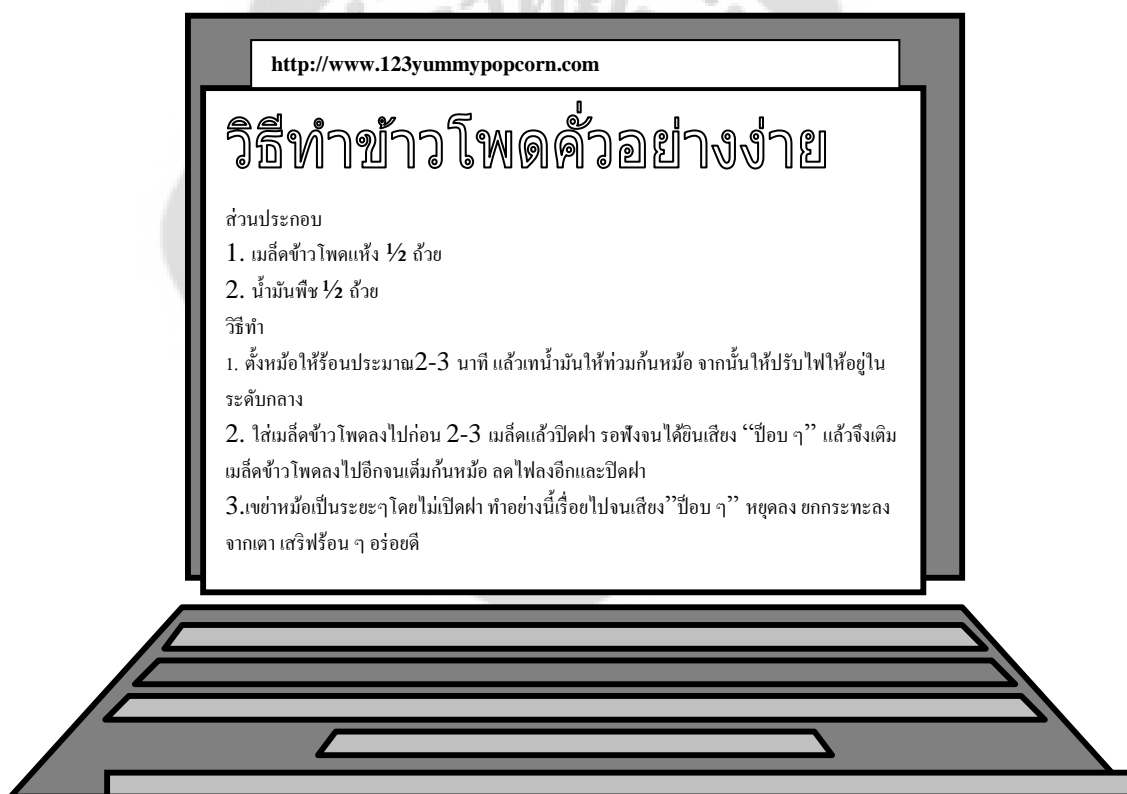 http://www.123yummypopcorn.com
วิธีทำข้าวโพดคั่วอย่างง่าย
ส่วนประกอบ
1. เมล็ดข้าวโพดแห้ง ½ ถ้วย
2. น้ำมันพืช ½ ถ้วย
วิธีทำ
1. ตั้งหม้อให้ร้อนประมาณ2-3 นาที แล้วเทน้ำมันให้ท่วมก้นหม้อ จากนั้นให้ปรับไฟให้อยู่ใน
ระดับกลาง
2. ใส่เมล็ดข้าวโพดลงไปก่อน 2-3 เมล็ดแล้วปิดฝา รอฟังจนได้ยินเสียง “ป๊อบ ๆ” แล้วจึงเติม
เมล็ดข้าวโพดลงไปอีกจนเต็มก้นหม้อ ลดไฟลงอีกและปิดฝา
3.เขย่าหม้อเป็นระยะๆโดยไม่เปิดฝา ทำอย่างนี้เรื่อยไปจนเสียง”ป๊อบ ๆ” หยุดลง ยกกระทะลง
จากเตา เสริฟร้อน ๆ อร่อยดี